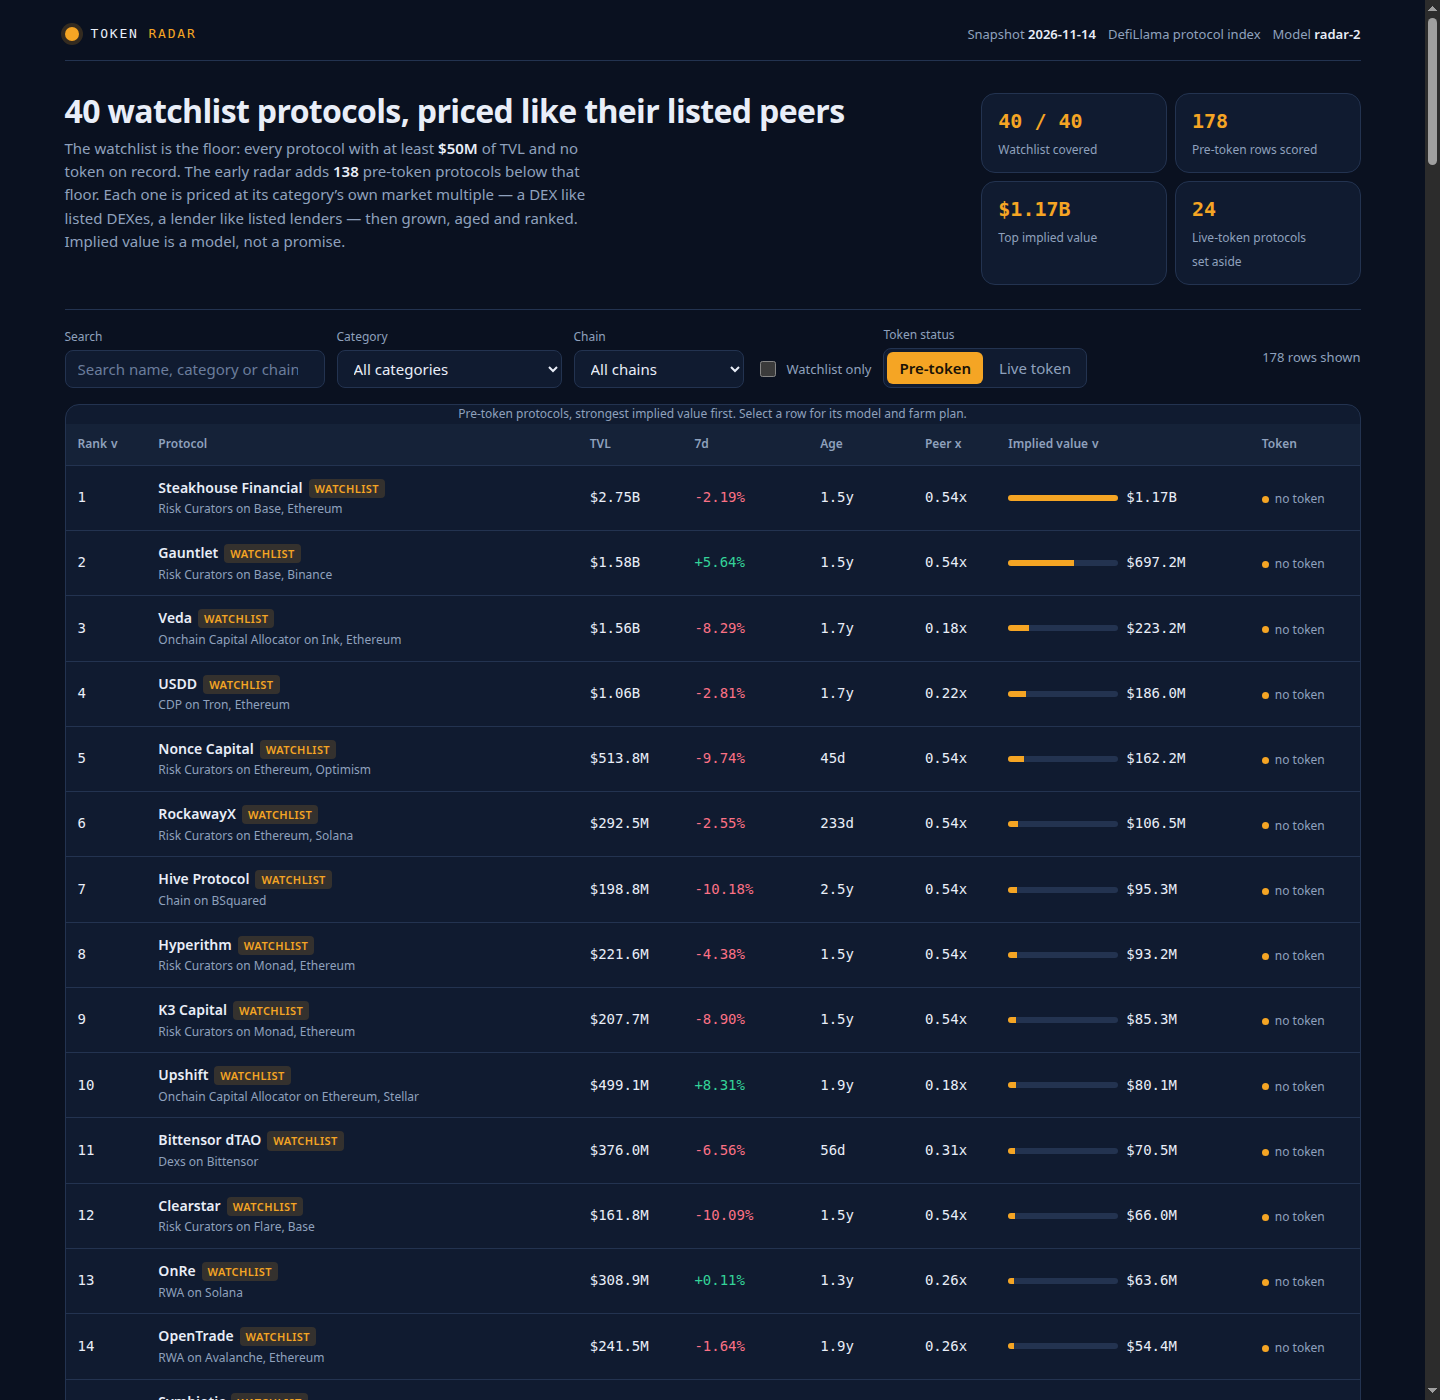 TOKEN RADAR
Snapshot 2026-11-14 DefiLlama protocol index Model radar-2
40 watchlist protocols, priced like their listed peers
The watchlist is the floor: every protocol with at least $50M of TVL and no
token on record. The early radar adds 138 pre-token protocols below that
floor. Each one is priced at its category’s own market multiple — a DEX like
listed DEXes, a lender like listed lenders — then grown, aged and ranked.
Implied value is a model, not a promise.
40 / 40
Watchlist covered
178
Pre-token rows scored
$1.17B
Top implied value
24
Live-token protocols
set aside
Search
Search name, category or chain
Category
All categories
Chain
All chains
Watchlist only
Token status
Pre-token Live token
178 rows shown
Pre-token protocols, strongest implied value first. Select a row for its model and farm plan.
Rank v Protocol TVL 7d Age Peer x Implied value v Token
1 Steakhouse Financial WATCHLIST $2.75B -2.19% 1.5y 0.54x $1.17B no token
Risk Curators on Base, Ethereum
2 Gauntlet WATCHLIST $1.58B +5.64% 1.5y 0.54x $697.2M no token
Risk Curators on Base, Binance
3 Veda WATCHLIST $1.56B -8.29% 1.7y 0.18x $223.2M no token
Onchain Capital Allocator on Ink, Ethereum
4 USDD WATCHLIST $1.06B -2.81% 1.7y 0.22x $186.0M no token
CDP on Tron, Ethereum
5 Nonce Capital WATCHLIST $513.8M -9.74% 45d 0.54x $162.2M no token
Risk Curators on Ethereum, Optimism
6 RockawayX WATCHLIST $292.5M -2.55% 233d 0.54x $106.5M no token
Risk Curators on Ethereum, Solana
7 Hive Protocol WATCHLIST $198.8M -10.18% 2.5y 0.54x $95.3M no token
Chain on BSquared
8 Hyperithm WATCHLIST $221.6M -4.38% 1.5y 0.54x $93.2M no token
Risk Curators on Monad, Ethereum
9 K3 Capital WATCHLIST $207.7M -8.90% 1.5y 0.54x $85.3M no token
Risk Curators on Monad, Ethereum
10 Upshift WATCHLIST $499.1M +8.31% 1.9y 0.18x $80.1M no token
Onchain Capital Allocator on Ethereum, Stellar
11 Bittensor dTAO WATCHLIST $376.0M -6.56% 56d 0.31x $70.5M no token
Dexs on Bittensor
12 Clearstar WATCHLIST $161.8M -10.09% 1.5y 0.54x $66.0M no token
Risk Curators on Flare, Base
13 OnRe WATCHLIST $308.9M +0.11% 1.3y 0.26x $63.6M no token
RWA on Solana
14 OpenTrade WATCHLIST $241.5M -1.64% 1.9y 0.26x $54.4M no token
RWA on Avalanche, Ethereum